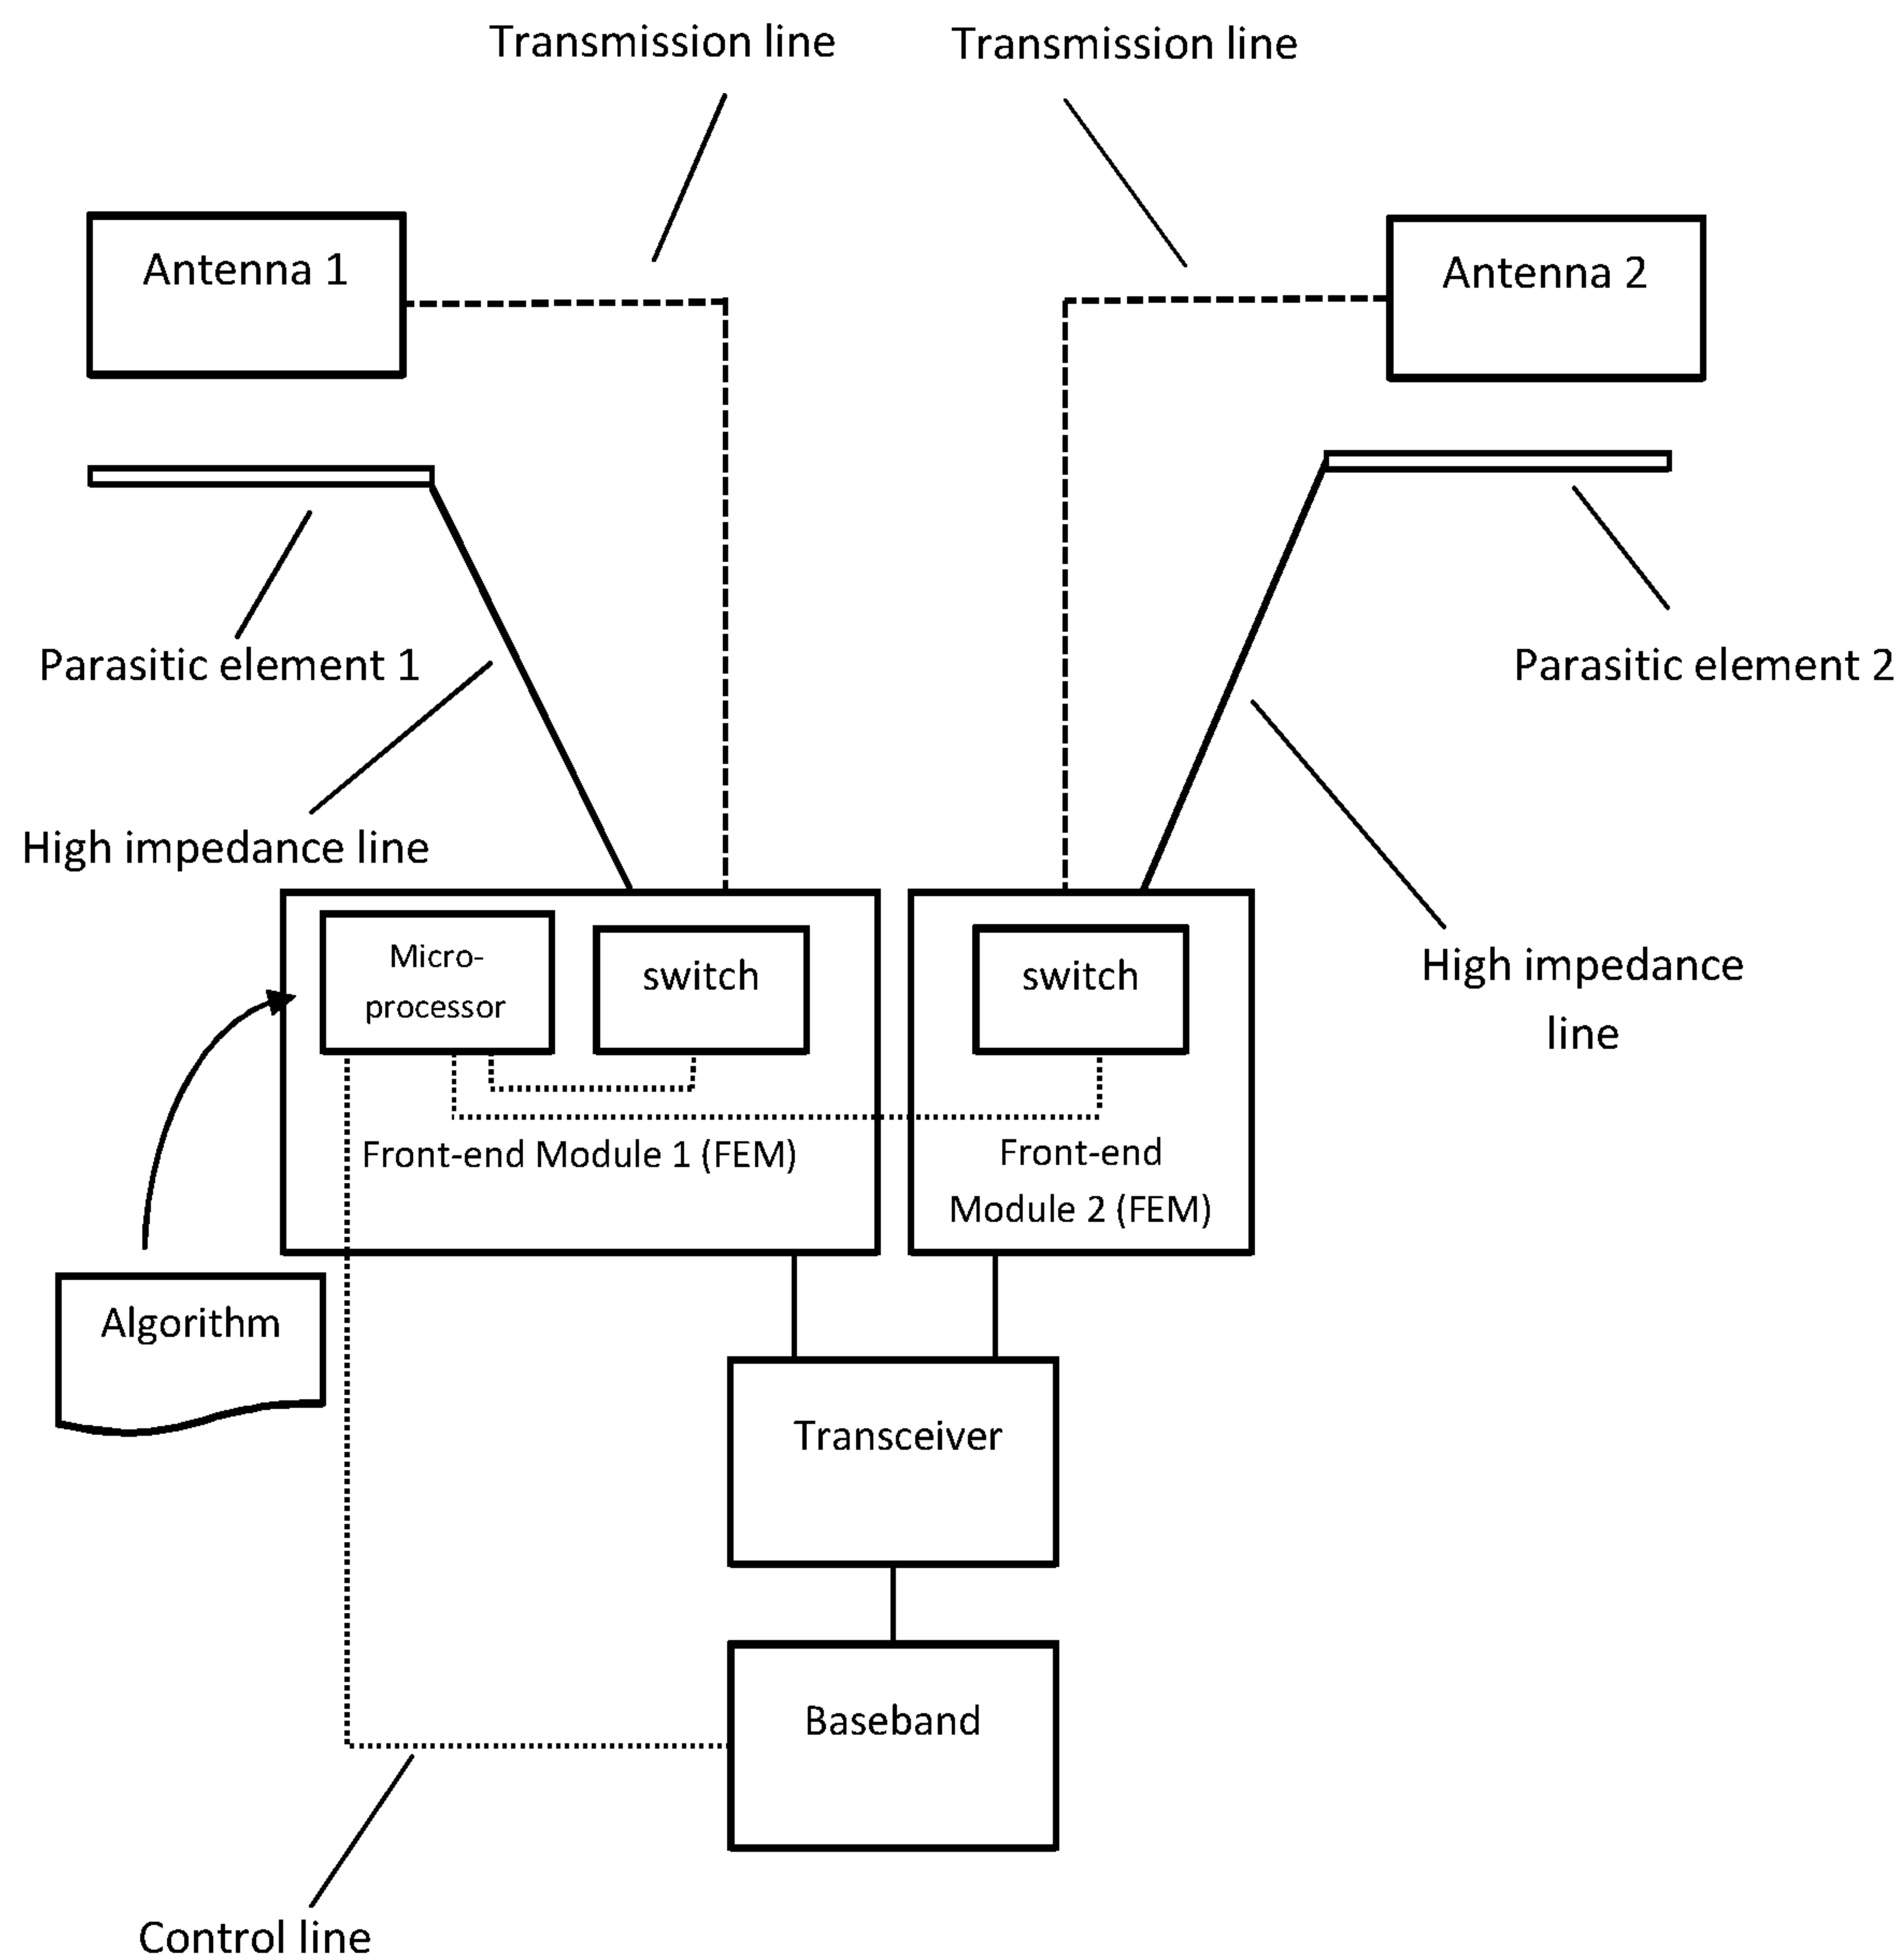 Transmission line
Transmission line
Antenna 1
Antenna 2
Parasitic element 1
Parasitic element 2
High impedance line
High impedance
line
Micro-
processor
switch
switch
Front-end Module 1 (FEM)
Front-end
Module 2 (FEM)
Algorithm
Transceiver
Baseband
Control line